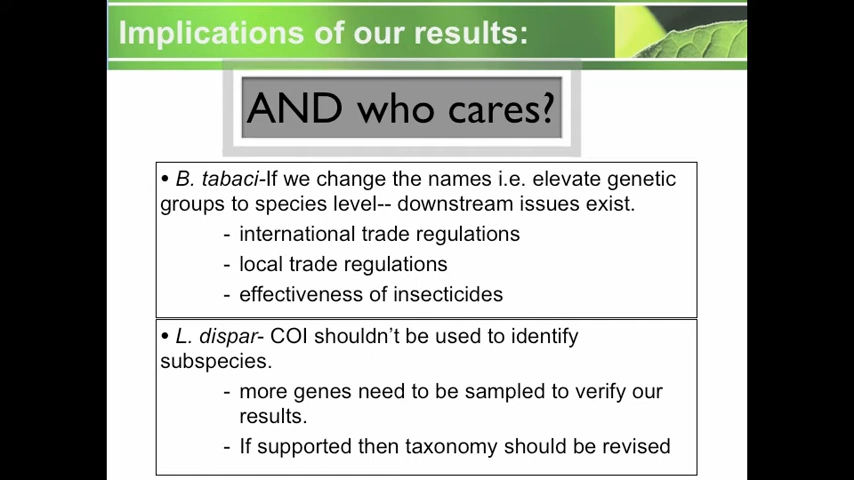 Implications of our results:
AND who cares?
• B. tabaci-If we change the names i.e. elevate genetic
groups to species level-- downstream issues exist.
- international trade regulations
- local trade regulations
- effectiveness of insecticides
• L. dispar- COI shouldn't be used to identify
subspecies.
- more genes need to be sampled to verify our
results.
- If supported then taxonomy should be revised